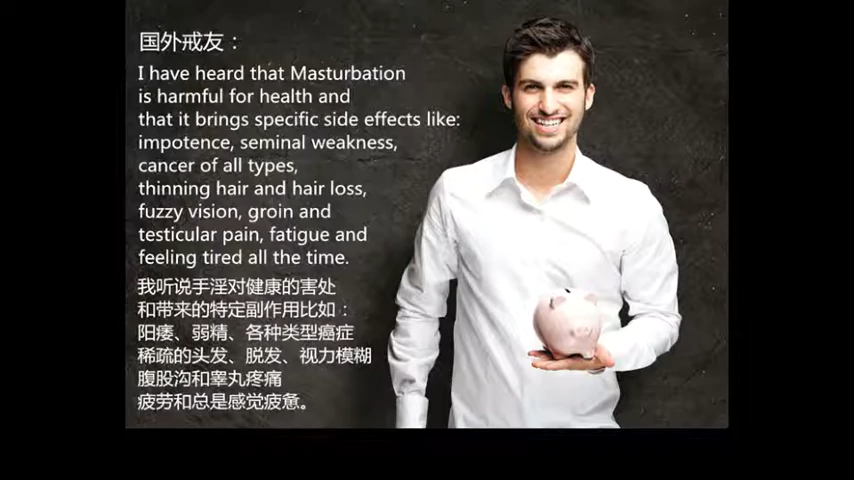 国外戒友：
I have heard that Masturbation
is harmful for health and
that it brings specific side effects like:
impotence, seminal weakness,
cancer of all types,
thinning hair and hair loss,
fuzzy vision, groin and
testicular pain, fatigue and
feeling tired all the time.
我听说手淫对健康的害处
和带来的特定副作用比如：
阳痿、弱精、各种类型癌症
稀疏的头发、脱发、视力模糊
腹股沟和睾丸疼痛
疲劳和总是感觉疲惫。